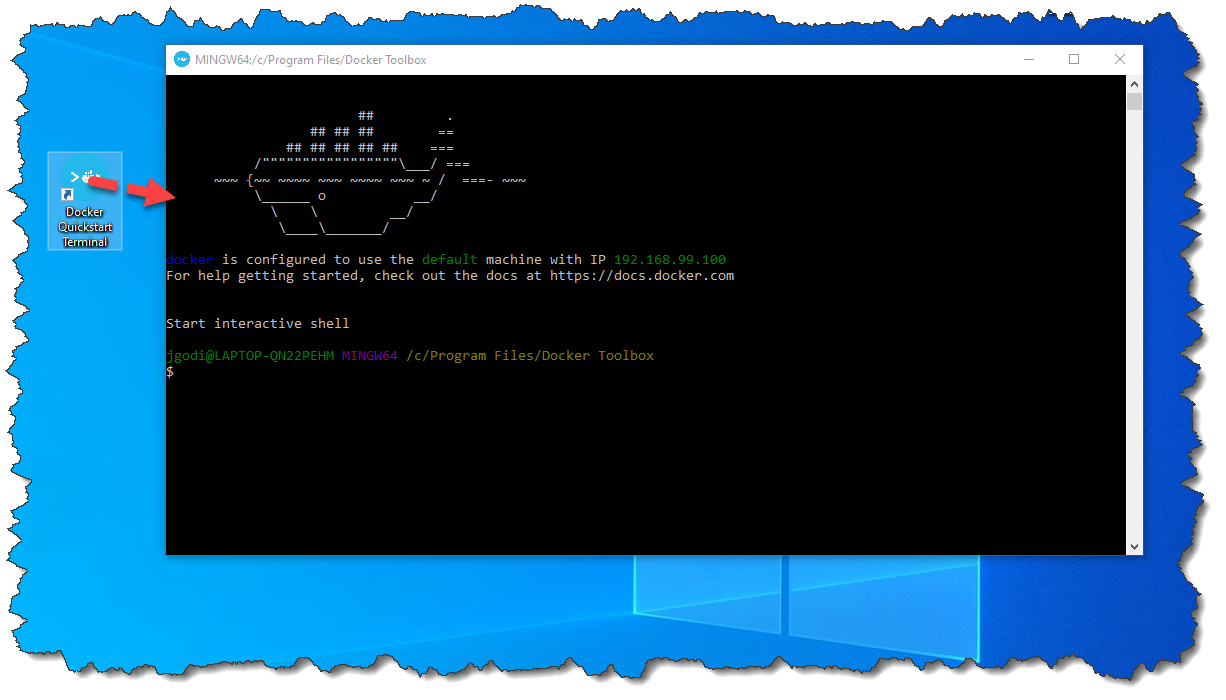 MINGW64:/c/Program Files/Docker Toolbox
                        ##         .
                  ## ## ##        ==
               ## ## ## ## ##    ===
           /"""""""""""""""""\___/ ===
      ~~~ {~~ ~~~~ ~~~ ~~~~ ~~~ ~ /  ===- ~~~
           \______ o           __/
             \    \         __/
              \____\_______/
docker is configured to use the default machine with IP 192.168.99.100
For help getting started, check out the docs at https://docs.docker.com
Start interactive shell
jgodi@LAPTOP-QN22PEHM MINGW64 /c/Program Files/Docker Toolbox
$
Docker
Quickstart
Terminal